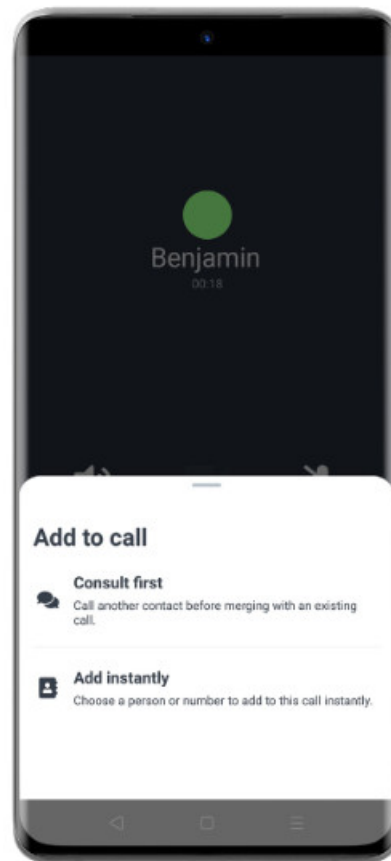 Benjamin
00:18
Add to call
Consult first
Call another contact before merging with an existing
call.
Add instantly
Choose a person or number to add to this call instantly.